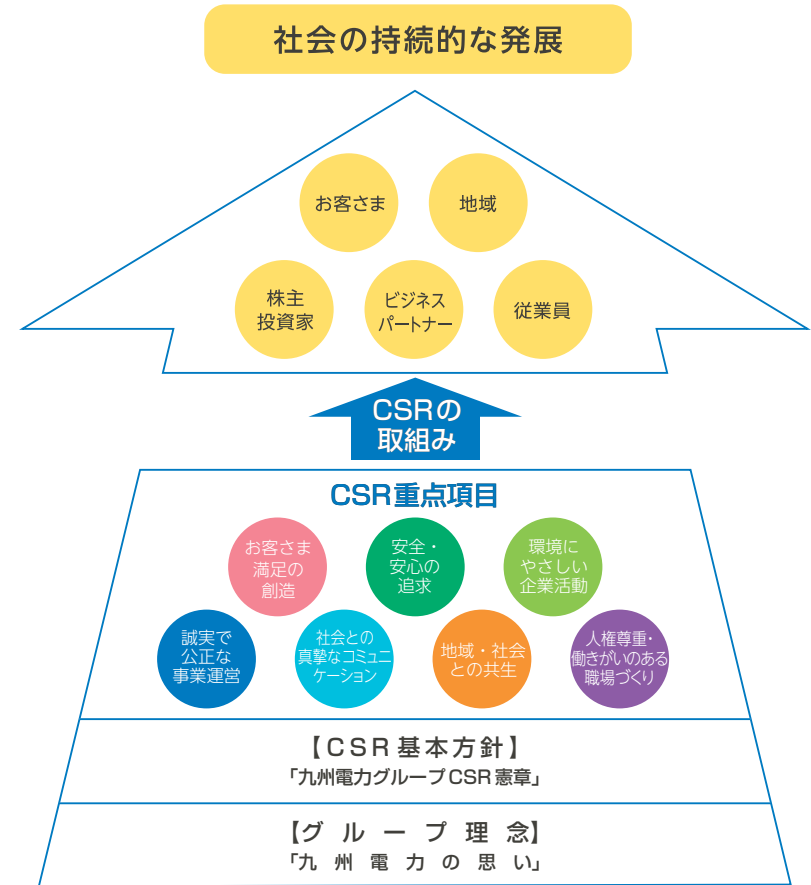 社会の持続的な発展
お客さま
地域
株主
投資家
ビジネス
パートナー
従業員
CSRの
取組み
CSR重点項目
お客さま
満足の
創造
安全・
安心の
追求
環境に
やさしい
企業活動
誠実で
公正な
事業運営
社会との
真摯なコミュニ
ケーション
地域・社会
との共生
人権尊重・
働きがいのある
職場づくり
【CSR基本方針】
「九州電力グループCSR憲章」
【グループ理念】
「九州電力の思い」